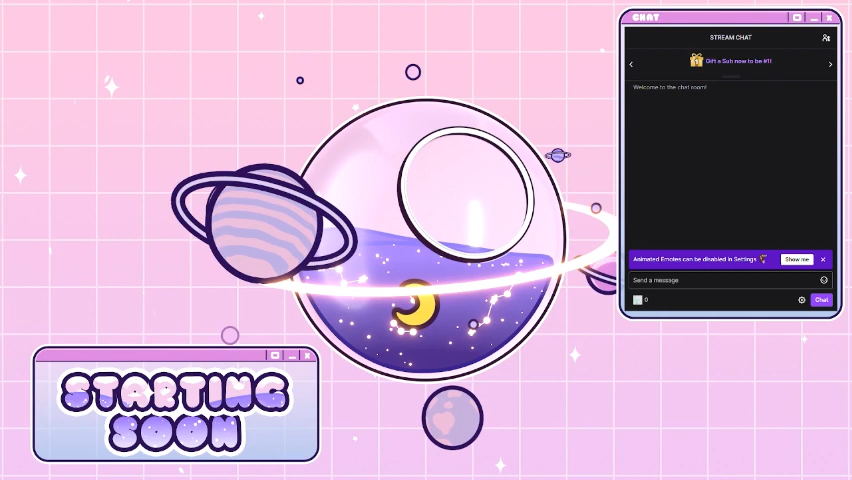 CHAT
STREAM CHAT
Gift a Sub now to be #1!
Welcome to the chat room!
Animated Emotes can be disabled in Settings
Show me
Send a message
0
Chat
STARTING
SOON